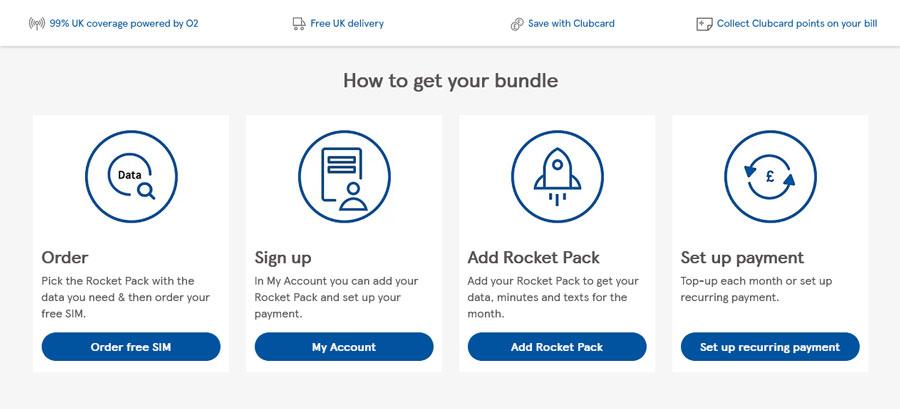 99% UK coverage powered by O2
Free UK delivery
Save with Clubcard
Collect Clubcard points on your bill
How to get your bundle
Data
Order
Pick the Rocket Pack with the
data you need & then order your
free SIM.
Order free SIM
Sign up
In My Account you can add your
Rocket Pack and set up your
payment.
My Account
Add Rocket Pack
Add your Rocket Pack to get your
data, minutes and texts for the
month.
Add Rocket Pack
£
Set up payment
Top-up each month or set up
recurring payment.
Set up recurring payment